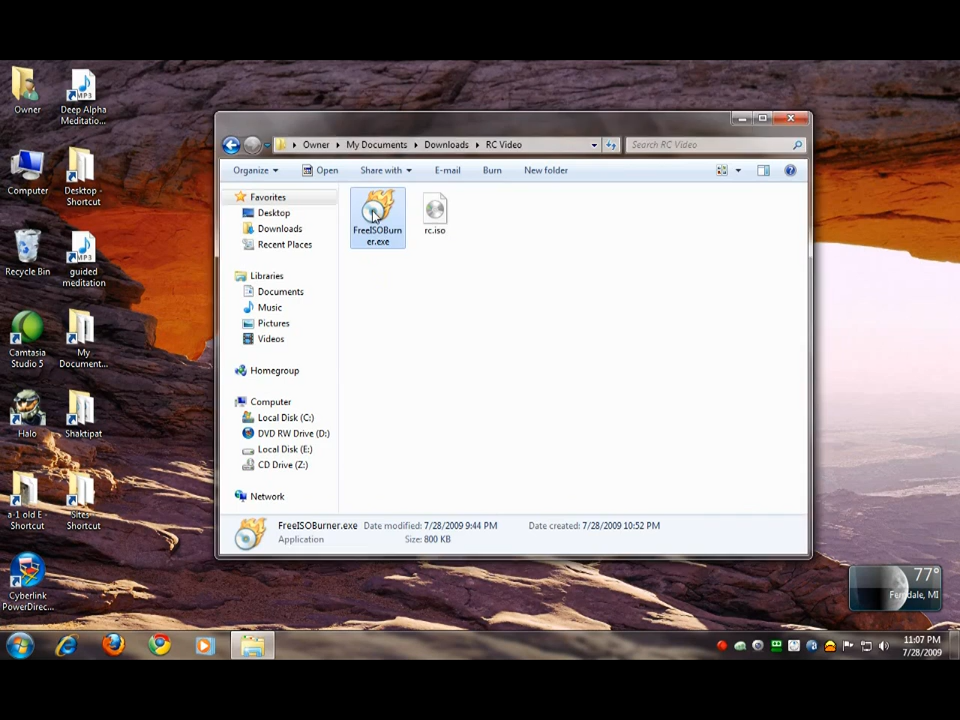 Owner
Deep Alpha
Meditatio...
Computer
Desktop -
Shortcut
Recycle Bin
guided
meditation
Camtasia
Studio 5
My
Document...
Halo
Shaktipat
a-1 old E -
Shortcut
Sites -
Shortcut
Cyberlink
PowerDirec...
Owner
My Documents
Downloads
RC Video
Search RC Video
Organize
Open
Share with
E-mail
Burn
New folder
Favorites
Desktop
Downloads
Recent Places
Libraries
Documents
Music
Pictures
Videos
Homegroup
Computer
Local Disk (C:)
DVD RW Drive (D:)
Local Disk (E:)
CD Drive (Z:)
Network
FreeISOBurn
er.exe
rc.iso
FreeISOBurner.exe Date modified: 7/28/2009 9:44 PM Date created: 7/28/2009 10:52 PM
Application Size: 800 KB
77°
Ferndale, MI
11:07 PM
7/28/2009